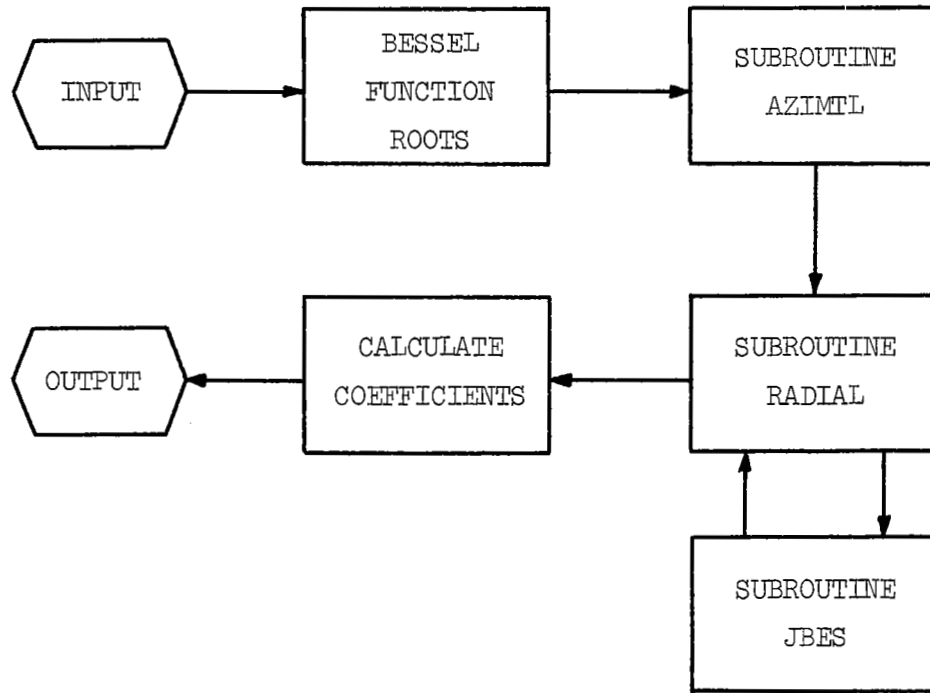 INPUT
BESSEL
FUNCTION
ROOTS
SUBROUTINE
AZIMTL
SUBROUTINE
RADIAL
CALCULATE
COEFFICIENTS
OUTPUT
SUBROUTINE
JBES